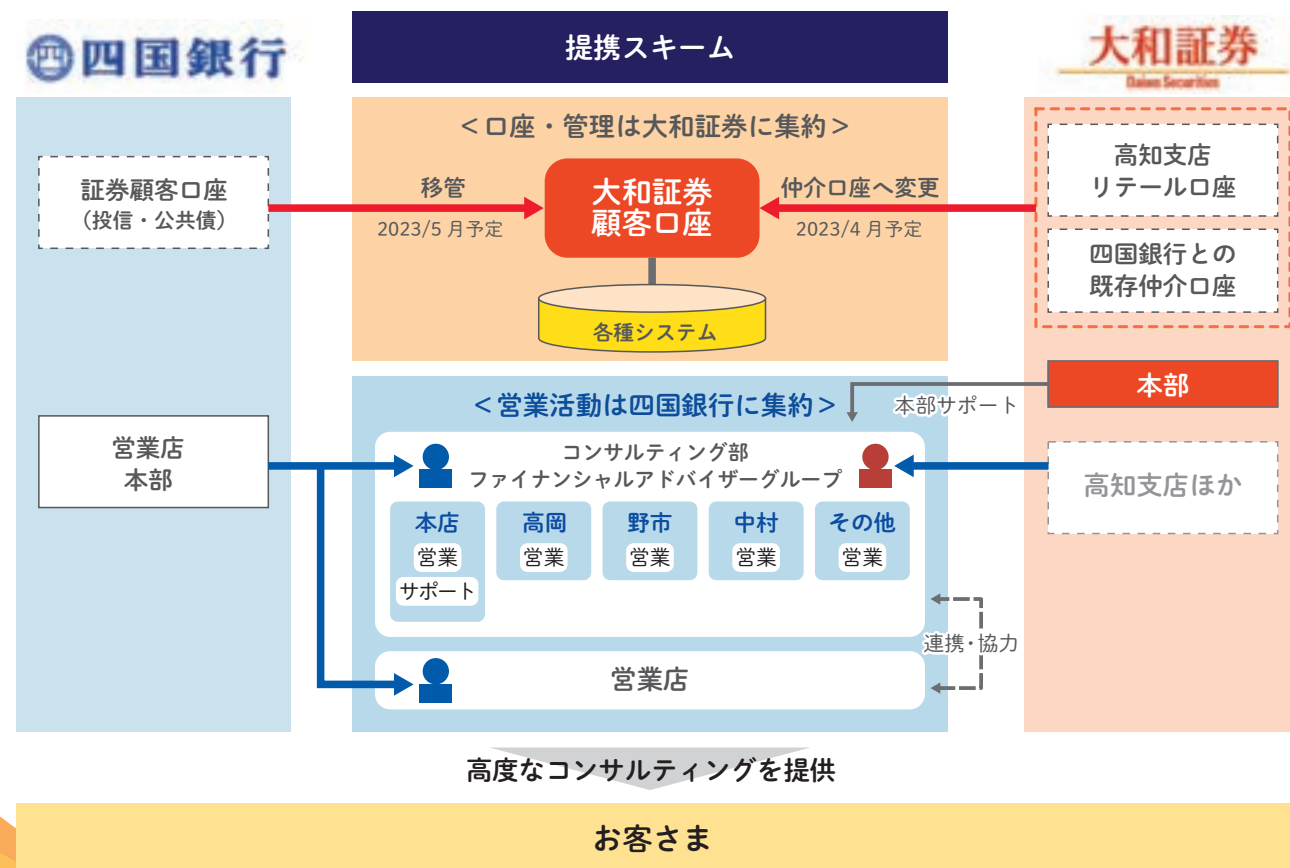 四国銀行
提携スキーム
大和証券
Daiwa Securities
<口座・管理は大和証券に集約>
証券顧客口座
(投信・公共債)
移管
2023/5月予定
大和証券
顧客口座
仲介口座へ変更
2023/4月予定
高知支店
リテール口座
四国銀行との
既存仲介口座
各種システム
<営業活動は四国銀行に集約>
本部サポート
本部
営業店
本部
コンサルティング部
ファイナンシャルアドバイザーグループ
高知支店ほか
本店
営業
サポート
高岡
営業
野市
営業
中村
営業
その他
営業
連携・協力
営業店
高度なコンサルティングを提供
お客さま